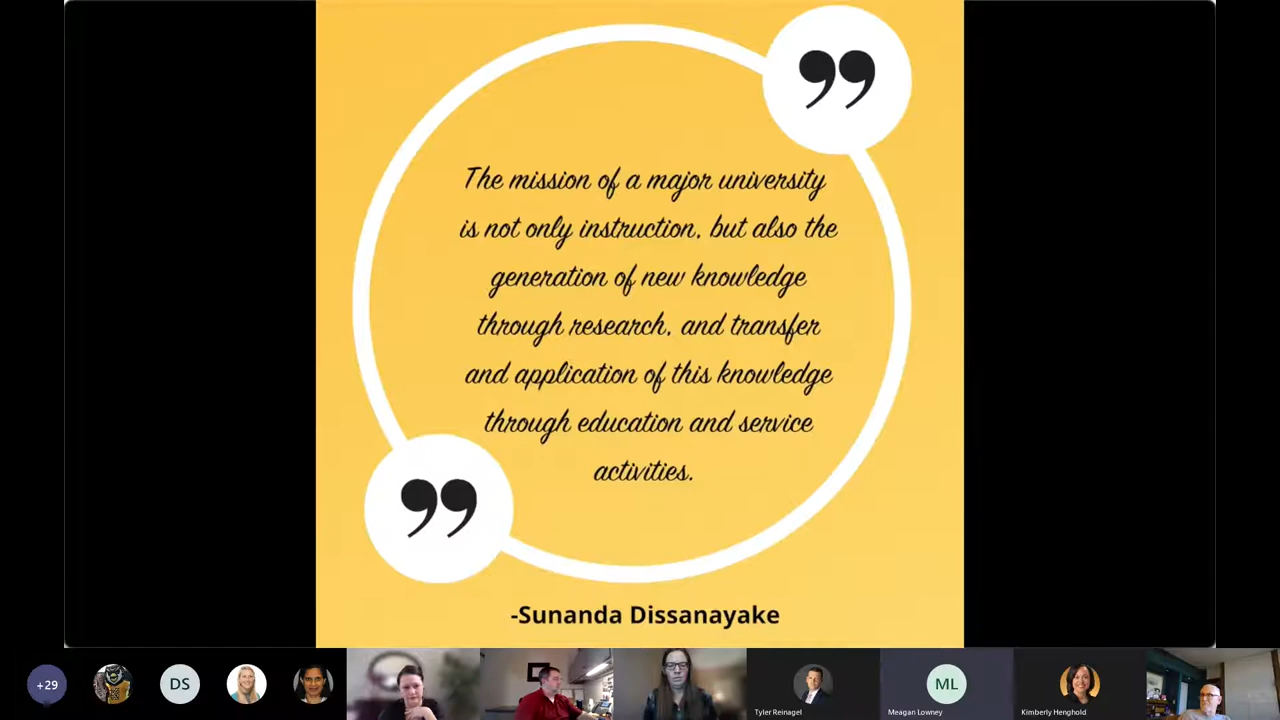 ”
The mission of a major university
is not only instruction, but also the
generation of new knowledge
through research, and transfer
and application of this knowledge
through education and service
activities.
”
-Sunanda Dissanayake
+29
DS
ML
Tyler Reinagel
Meagan Lowney
Kimberly Henghold